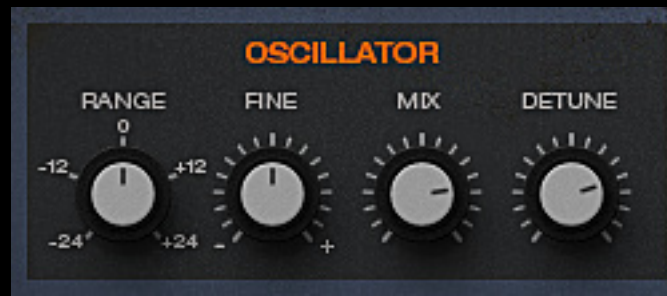 OSCILLATOR
RANGE FINE MIX DETUNE
0
-12 +12
-24 +24 - +